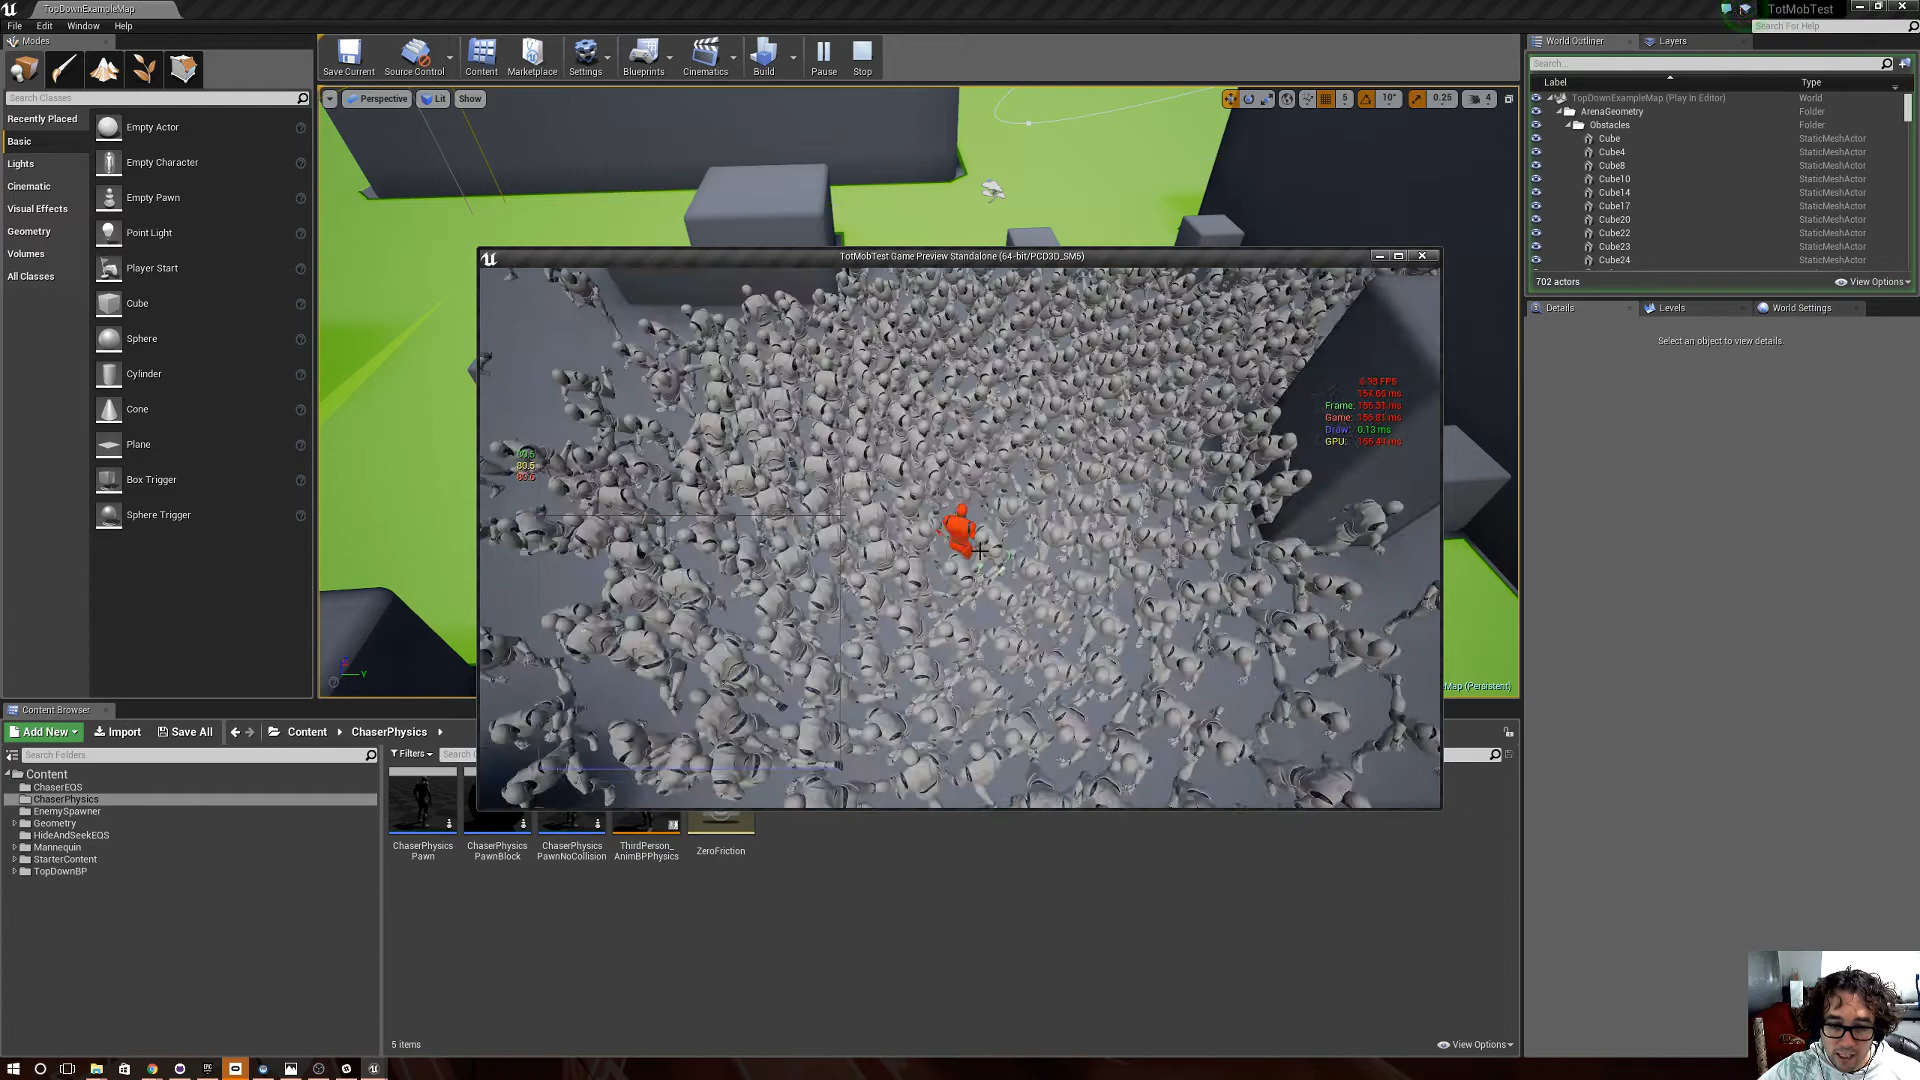 TopDownExampleMap
TotMobTest
File Edit Window Help
Search For Help
Modes
Search Classes
Recently Placed
Basic
Lights
Cinematic
Visual Effects
Geometry
Volumes
All Classes
Empty Actor
Empty Character
Empty Pawn
Point Light
Player Start
Cube
Sphere
Cylinder
Cone
Plane
Box Trigger
Sphere Trigger
Save Current Source Control Content Marketplace Settings Blueprints Cinematics Build Pause Stop
Perspective Lit Show
5 10° 0.25 4
TotMobTest Game Preview Standalone (64-bit/PCD3D_SM5)
157.66 ms
Frame:
Game:
Draw: 0.13 ms
GPU:
80.5
80.5
Y
Map (Persistent)
World Outliner Layers
Search...
Label Type
TopDownExampleMap (Play In Editor) World
ArenaGeometry Folder
Obstacles Folder
Cube StaticMeshActor
Cube4 StaticMeshActor
Cube8 StaticMeshActor
Cube10 StaticMeshActor
Cube14 StaticMeshActor
Cube17 StaticMeshActor
Cube20 StaticMeshActor
Cube22 StaticMeshActor
Cube23 StaticMeshActor
Cube24 StaticMeshActor
702 actors View Options
Details Levels World Settings
Select an object to view details.
Content Browser
Add New Import Save All Content ChaserPhysics
Search Folders
Filters
Content
ChaserEQS
ChaserPhysics
EnemySpawner
Geometry
HideAndSeekEQS
Mannequin
StarterContent
TopDownBP
ChaserPhysics
Pawn
ChaserPhysics
PawnBlock
ChaserPhysics
PawnNoCollision
ThirdPerson_
AnimBPPhysics
ZeroFriction
5 items View Options